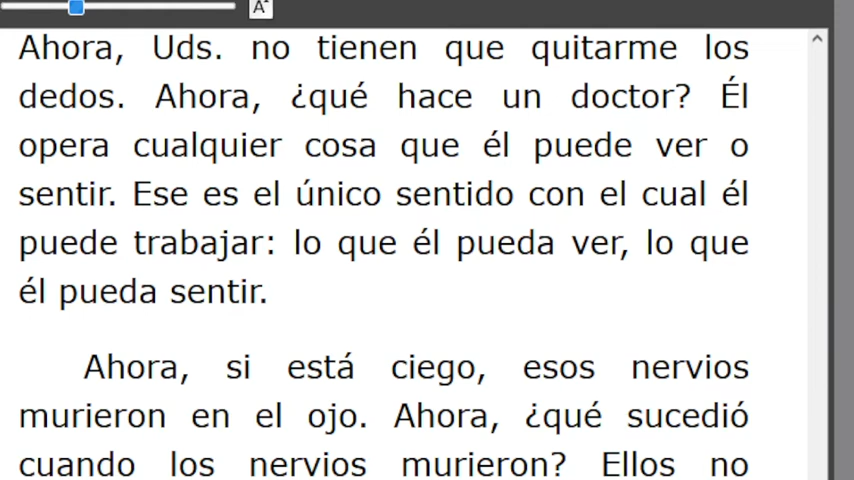 A
Ahora, Uds. no tienen que quitarme los
dedos. Ahora, ¿qué hace un doctor? Él
opera cualquier cosa que él puede ver o
sentir. Ese es el único sentido con el cual él
puede trabajar: lo que él pueda ver, lo que
él pueda sentir.
Ahora, si está ciego, esos nervios
murieron en el ojo. Ahora, ¿qué sucedió
cuando los nervios murieron? Ellos no